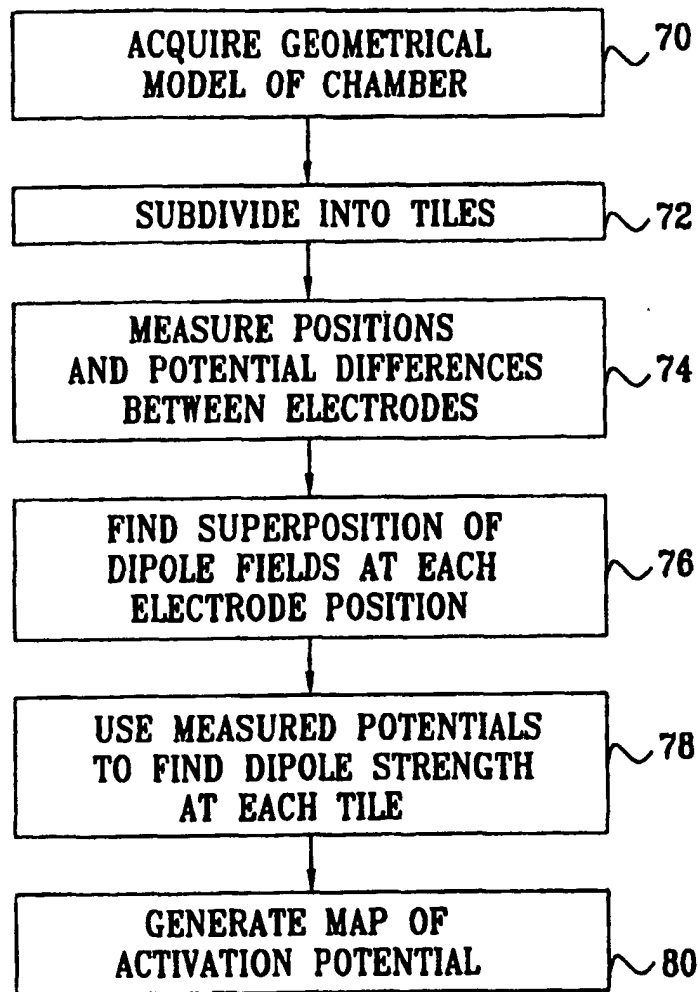 ACQUIRE GEOMETRICAL
MODEL OF CHAMBER
70
SUBDIVIDE INTO TILES
72
MEASURE POSITIONS
AND POTENTIAL DIFFERENCES
BETWEEN ELECTRODES
74
FIND SUPERPOSITION OF
DIPOLE FIELDS AT EACH
ELECTRODE POSITION
76
USE MEASURED POTENTIALS
TO FIND DIPOLE STRENGTH
AT EACH TILE
78
GENERATE MAP OF
ACTIVATION POTENTIAL
80